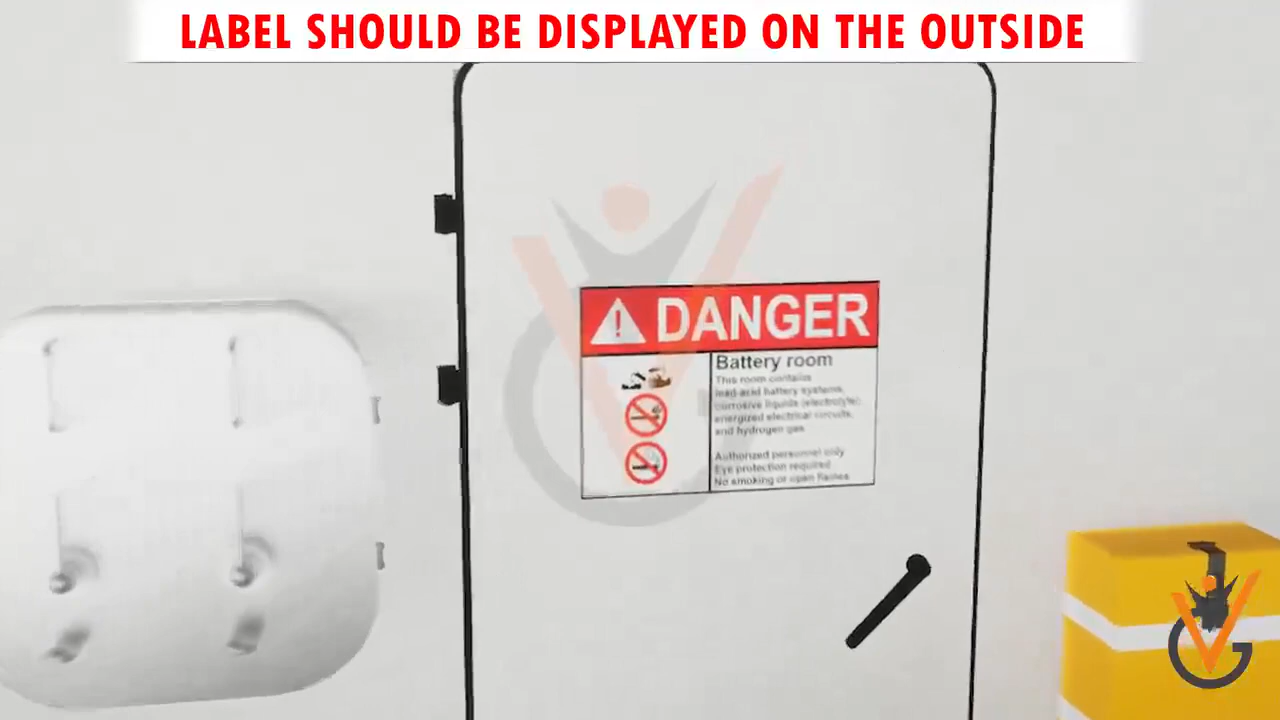 LABEL SHOULD BE DISPLAYED ON THE OUTSIDE
DANGER
Battery room
This room contains
lead-acid battery systems,
corrosive liquids (electrolyte)
energized electrical circuits,
and hydrogen gas
Authorized personnel only
Eye protection required
No smoking or open flames